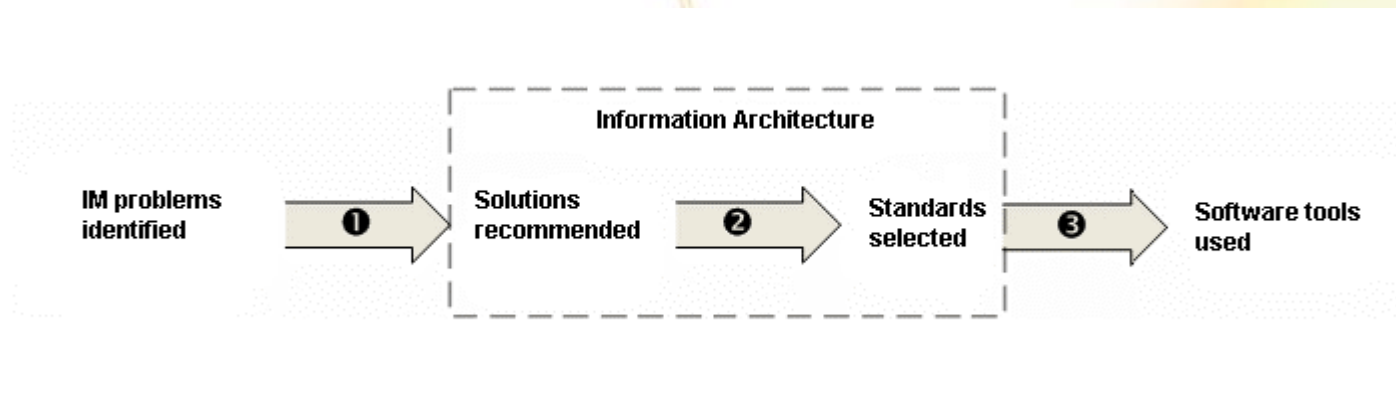 Information Architecture
IM problems
identified
❶
Solutions
recommended
❷
Standards
selected
❸
Software tools
used